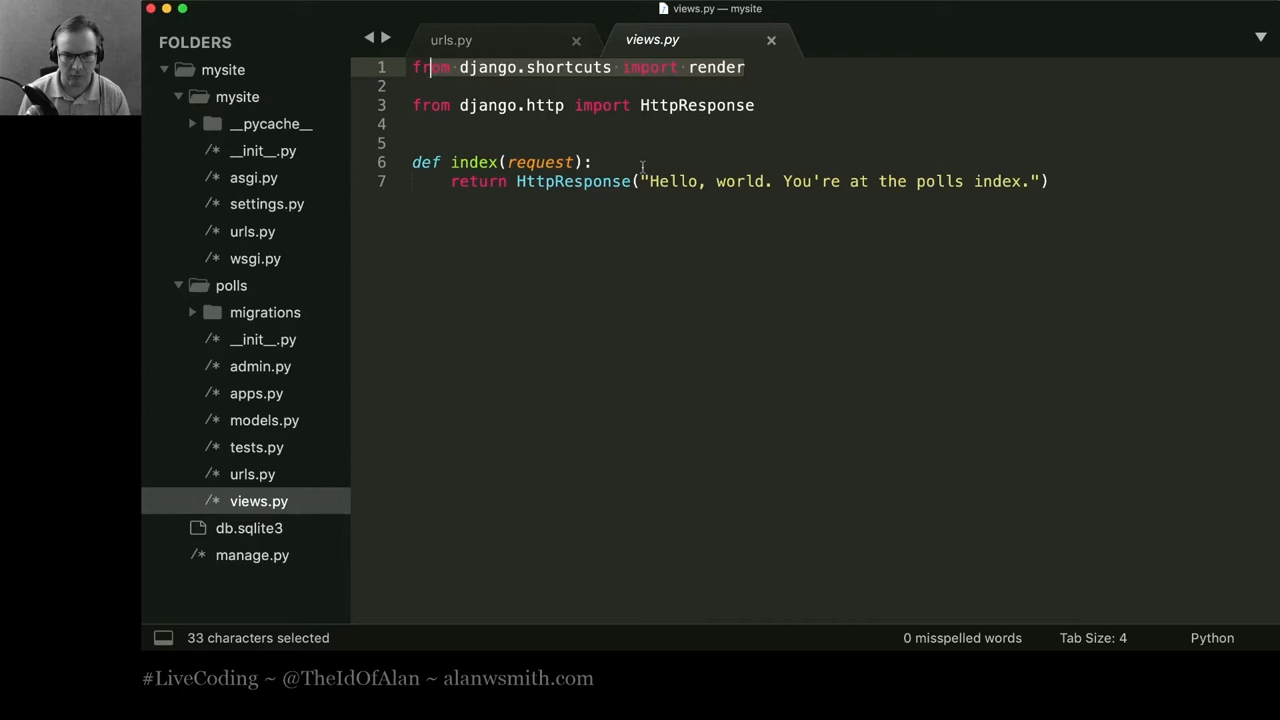 views.py — mysite
FOLDERS
mysite
mysite
__pycache__
/* __init__.py
/* asgi.py
/* settings.py
/* urls.py
/* wsgi.py
polls
migrations
/* __init__.py
/* admin.py
/* apps.py
/* models.py
/* tests.py
/* urls.py
/* views.py
db.sqlite3
/* manage.py
urls.py
views.py
1 from django.shortcuts import render
2
3 from django.http import HttpResponse
4
5
6 def index(request):
7     return HttpResponse("Hello, world. You're at the polls index.")
33 characters selected
0 misspelled words
Tab Size: 4
Python
#LiveCoding ~ @TheIdOfAlan ~ alanwsmith.com